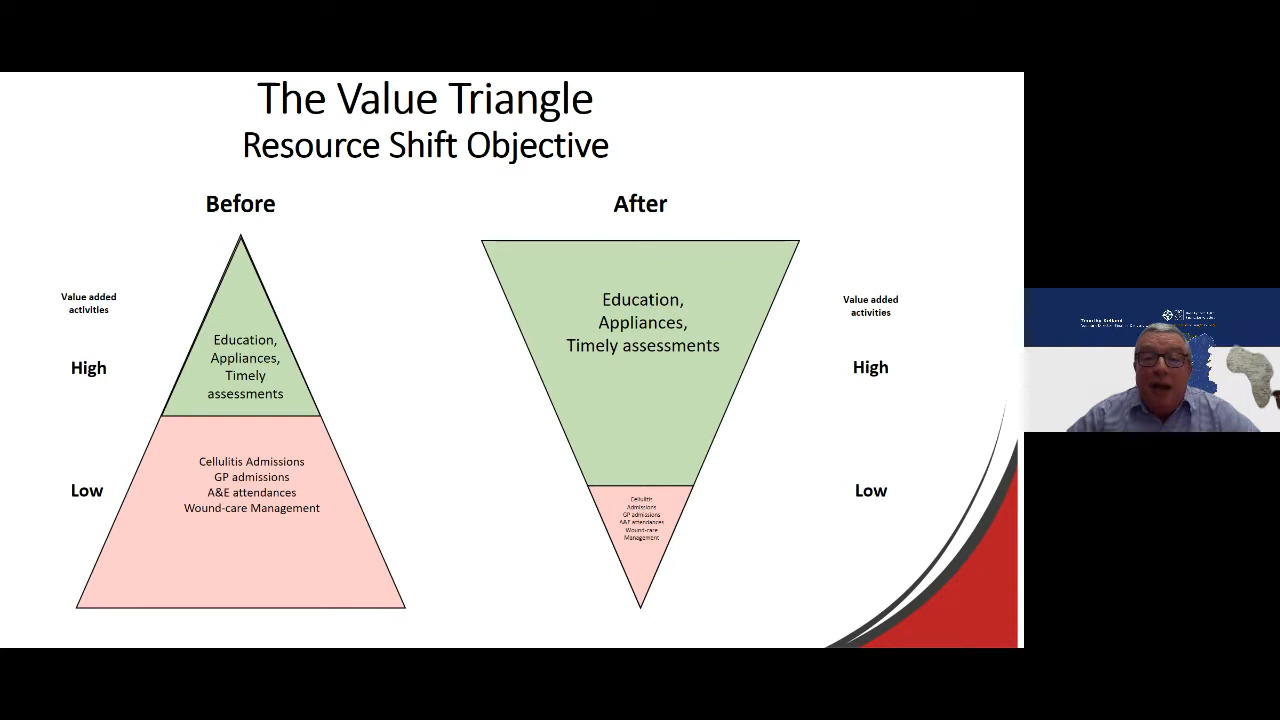 The Value Triangle
Resource Shift Objective
Before
After
Value added
activities
High
Low
Education,
Appliances,
Timely
assessments
Cellulitis Admissions
GP admissions
A&E attendances
Wound-care Management
Education,
Appliances,
Timely assessments
Cellulitis
Admissions
GP admissions
A&E attendances
Wound-care
Management
Value added
activities
High
Low